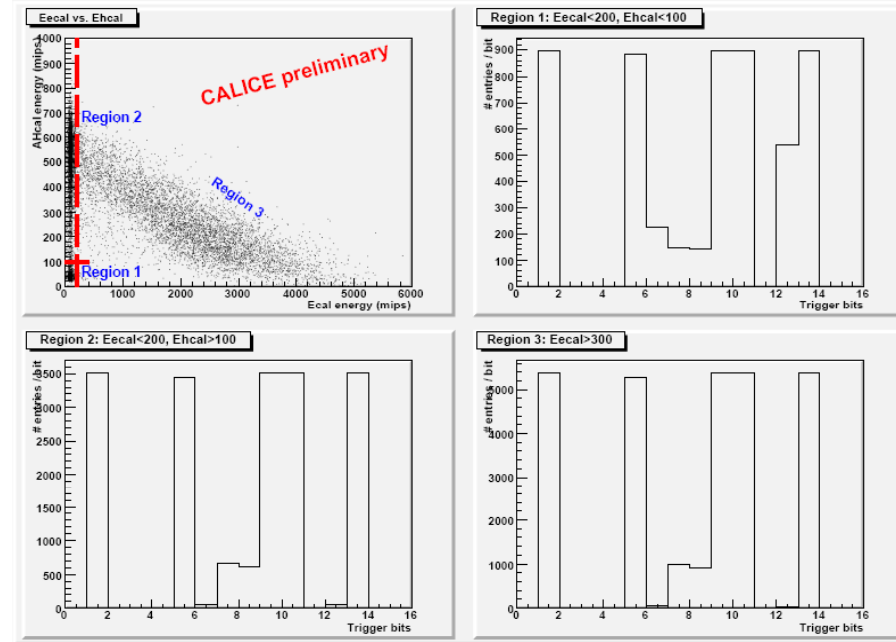 Eecal vs. Ehcal
AHcal energy (mips)
1000
900
800
700
600
500
400
300
200
100
0
CALICE preliminary
Region 2
Region 3
Region 1
0 1000 2000 3000 4000 5000 6000
Ecal energy (mips)
Region 1: Eecal<200, Ehcal<100
# entries / bit
900
800
700
600
500
400
300
200
100
0
0 2 4 6 8 10 12 14 16
Trigger bits
Region 2: Eecal<200, Ehcal>100
# entries / bit
3500
3000
2500
2000
1500
1000
500
0
0 2 4 6 8 10 12 14 16
Trigger bits
Region 3: Eecal>300
# entries / bit
5000
4000
3000
2000
1000
0
0 2 4 6 8 10 12 14 16
Trigger bits